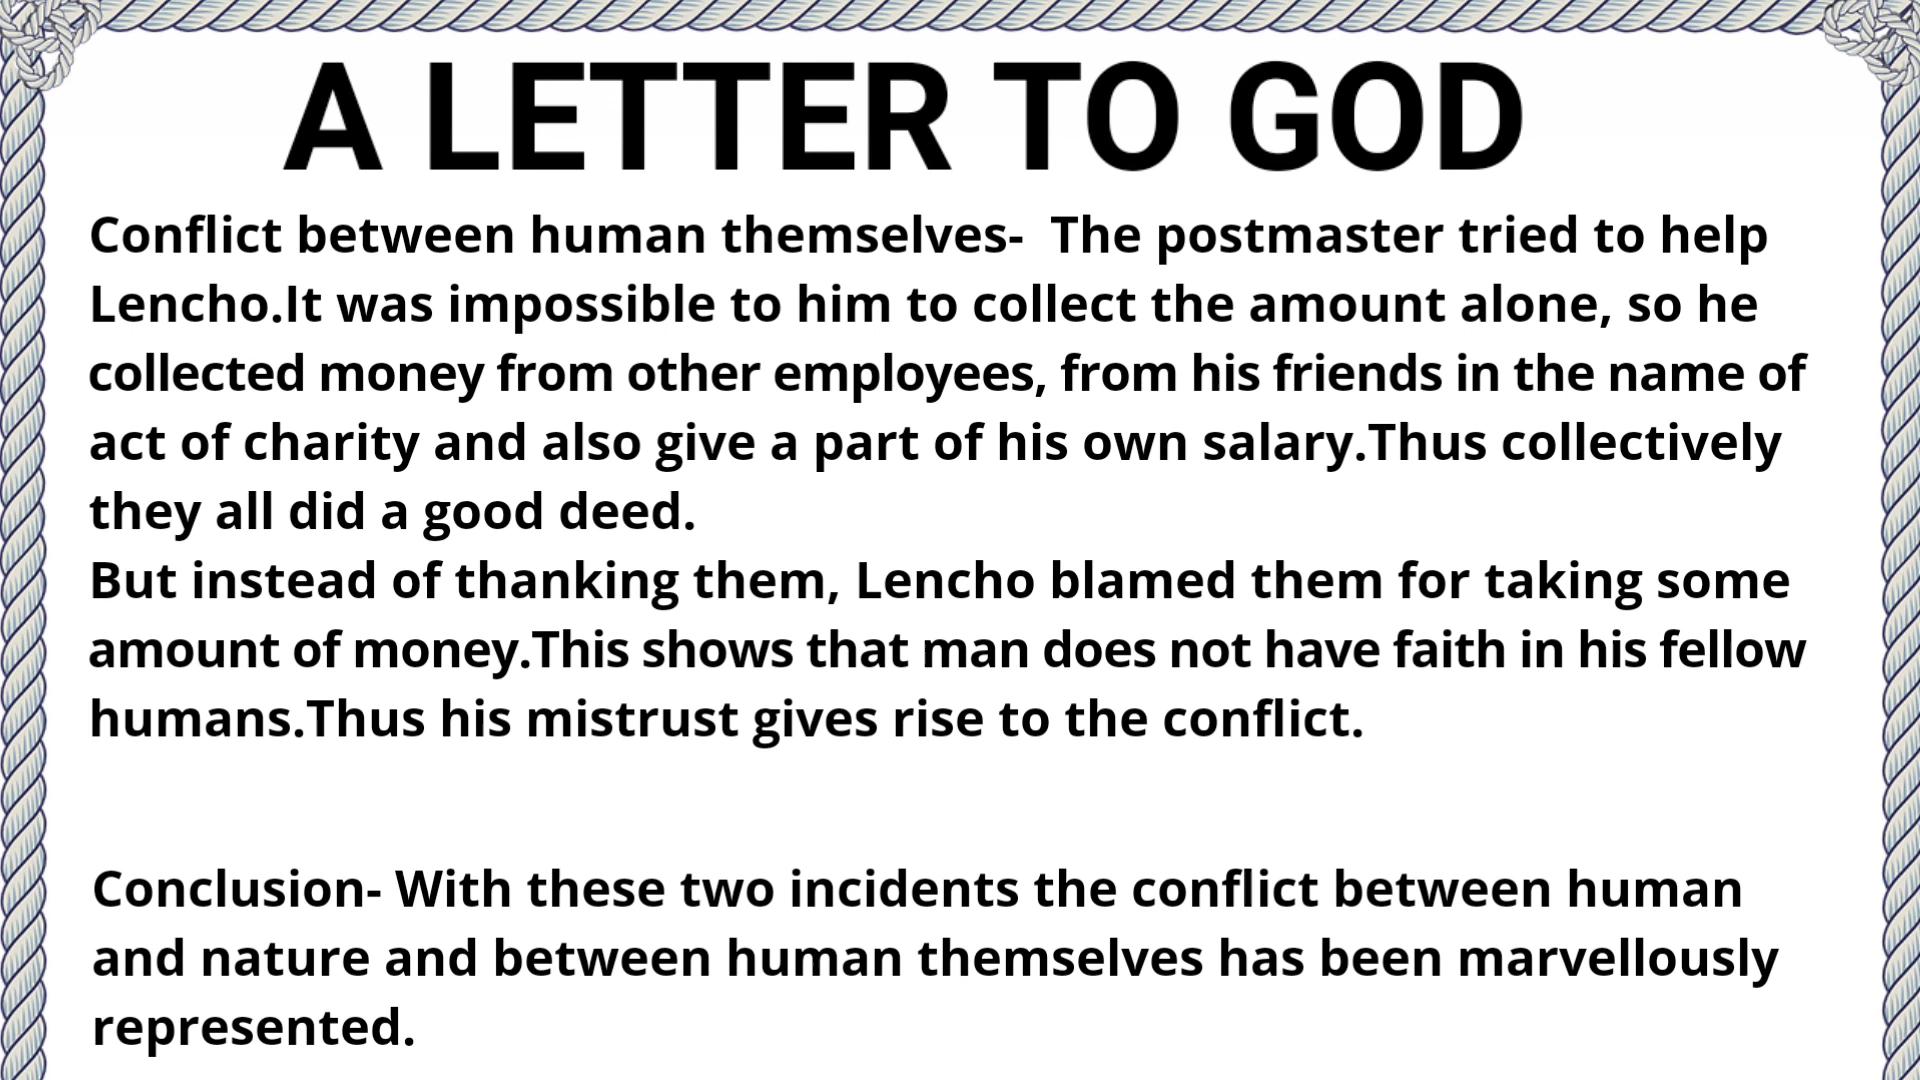 A LETTER TO GOD
Conflict between human themselves-  The postmaster tried to help
Lencho.It was impossible to him to collect the amount alone, so he
collected money from other employees, from his friends in the name of
act of charity and also give a part of his own salary.Thus collectively
they all did a good deed.
But instead of thanking them, Lencho blamed them for taking some
amount of money.This shows that man does not have faith in his fellow
humans.Thus his mistrust gives rise to the conflict.
Conclusion- With these two incidents the conflict between human
and nature and between human themselves has been marvellously
represented.